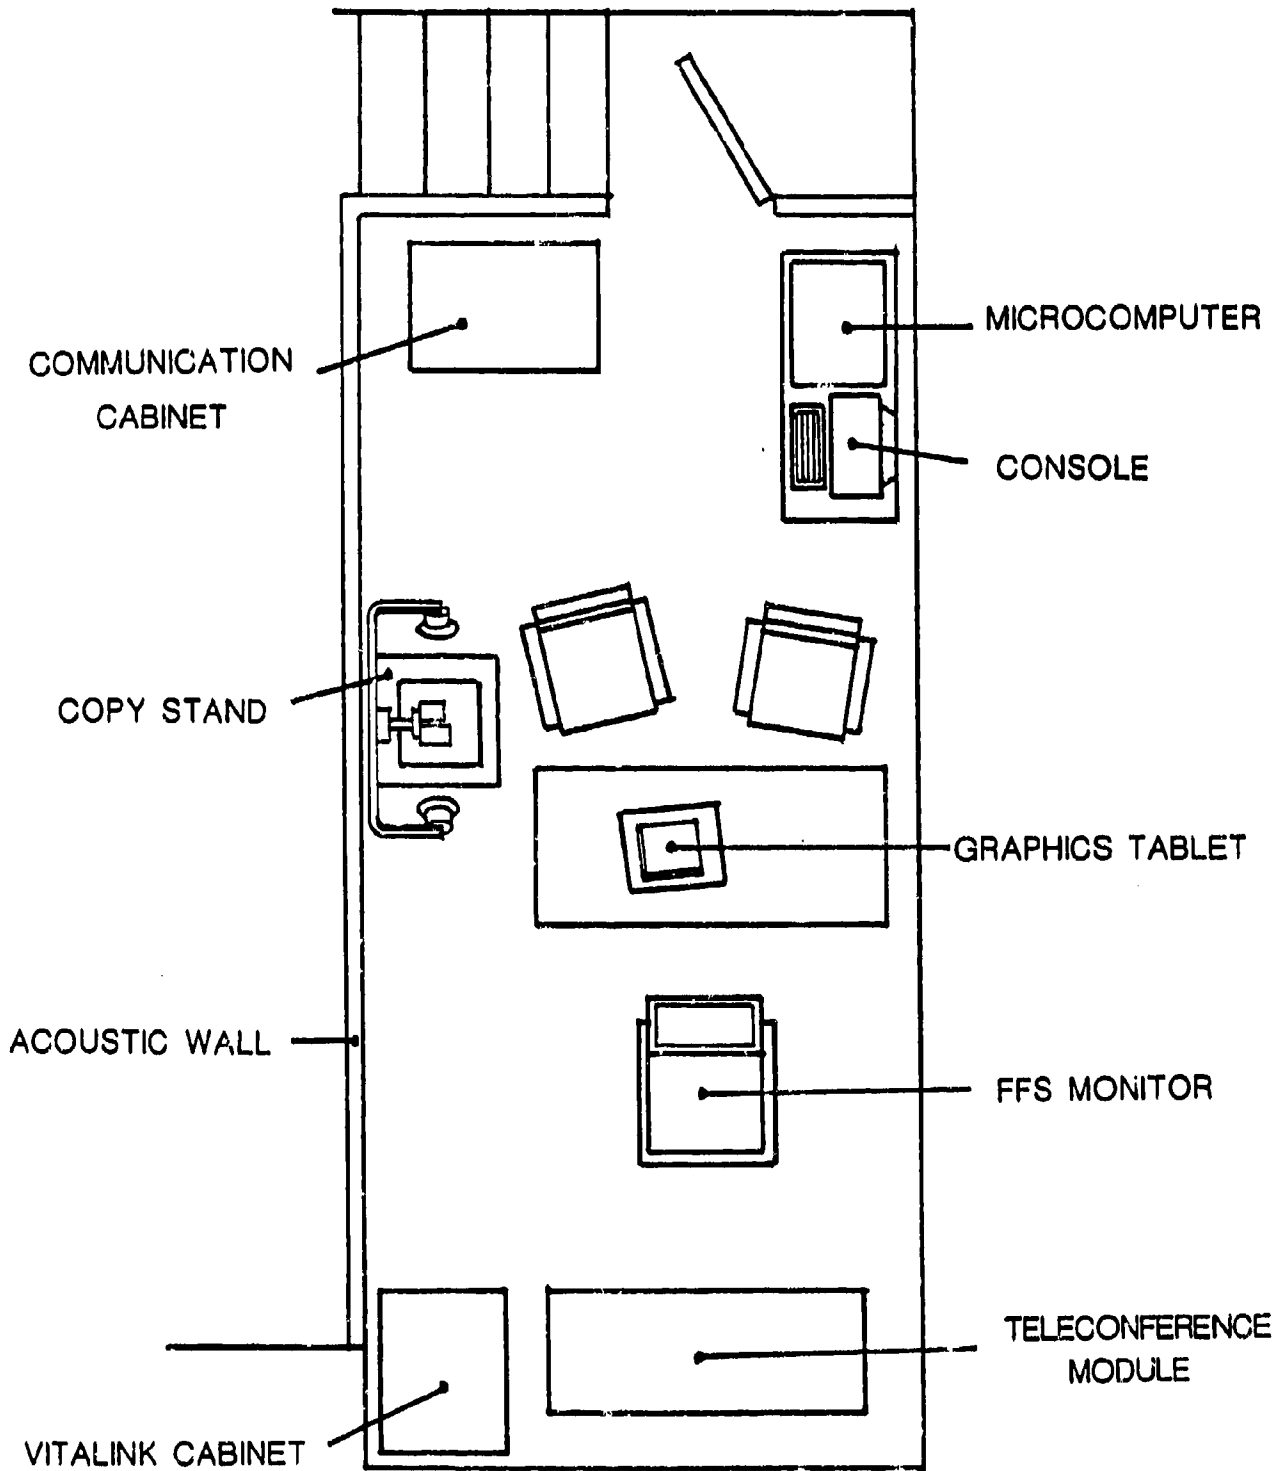 MICROCOMPUTER
COMMUNICATION
CABINET
CONSOLE
COPY STAND
GRAPHICS TABLET
ACOUSTIC WALL
FFS MONITOR
TELECONFERENCE
MODULE
VITALINK CABINET